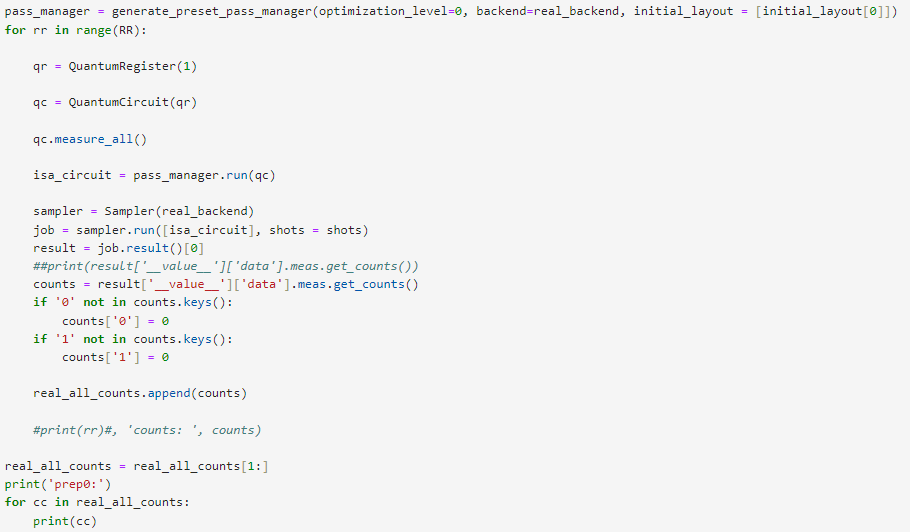 pass_manager = generate_preset_pass_manager(optimization_level=0, backend=real_backend, initial_layout = [initial_layout[0]])
for rr in range(RR):
qr = QuantumRegister(1)
qc = QuantumCircuit(qr)
qc.measure_all()
isa_circuit = pass_manager.run(qc)
sampler = Sampler(real_backend)
job = sampler.run([isa_circuit], shots = shots)
result = job.result()[0]
##print(result['__value__']['data'].meas.get_counts())
counts = result['__value__']['data'].meas.get_counts()
if '0' not in counts.keys():
counts['0'] = 0
if '1' not in counts.keys():
counts['1'] = 0
real_all_counts.append(counts)
#print(rr)#, 'counts: ', counts)
real_all_counts = real_all_counts[1:]
print('prep0:')
for cc in real_all_counts:
print(cc)